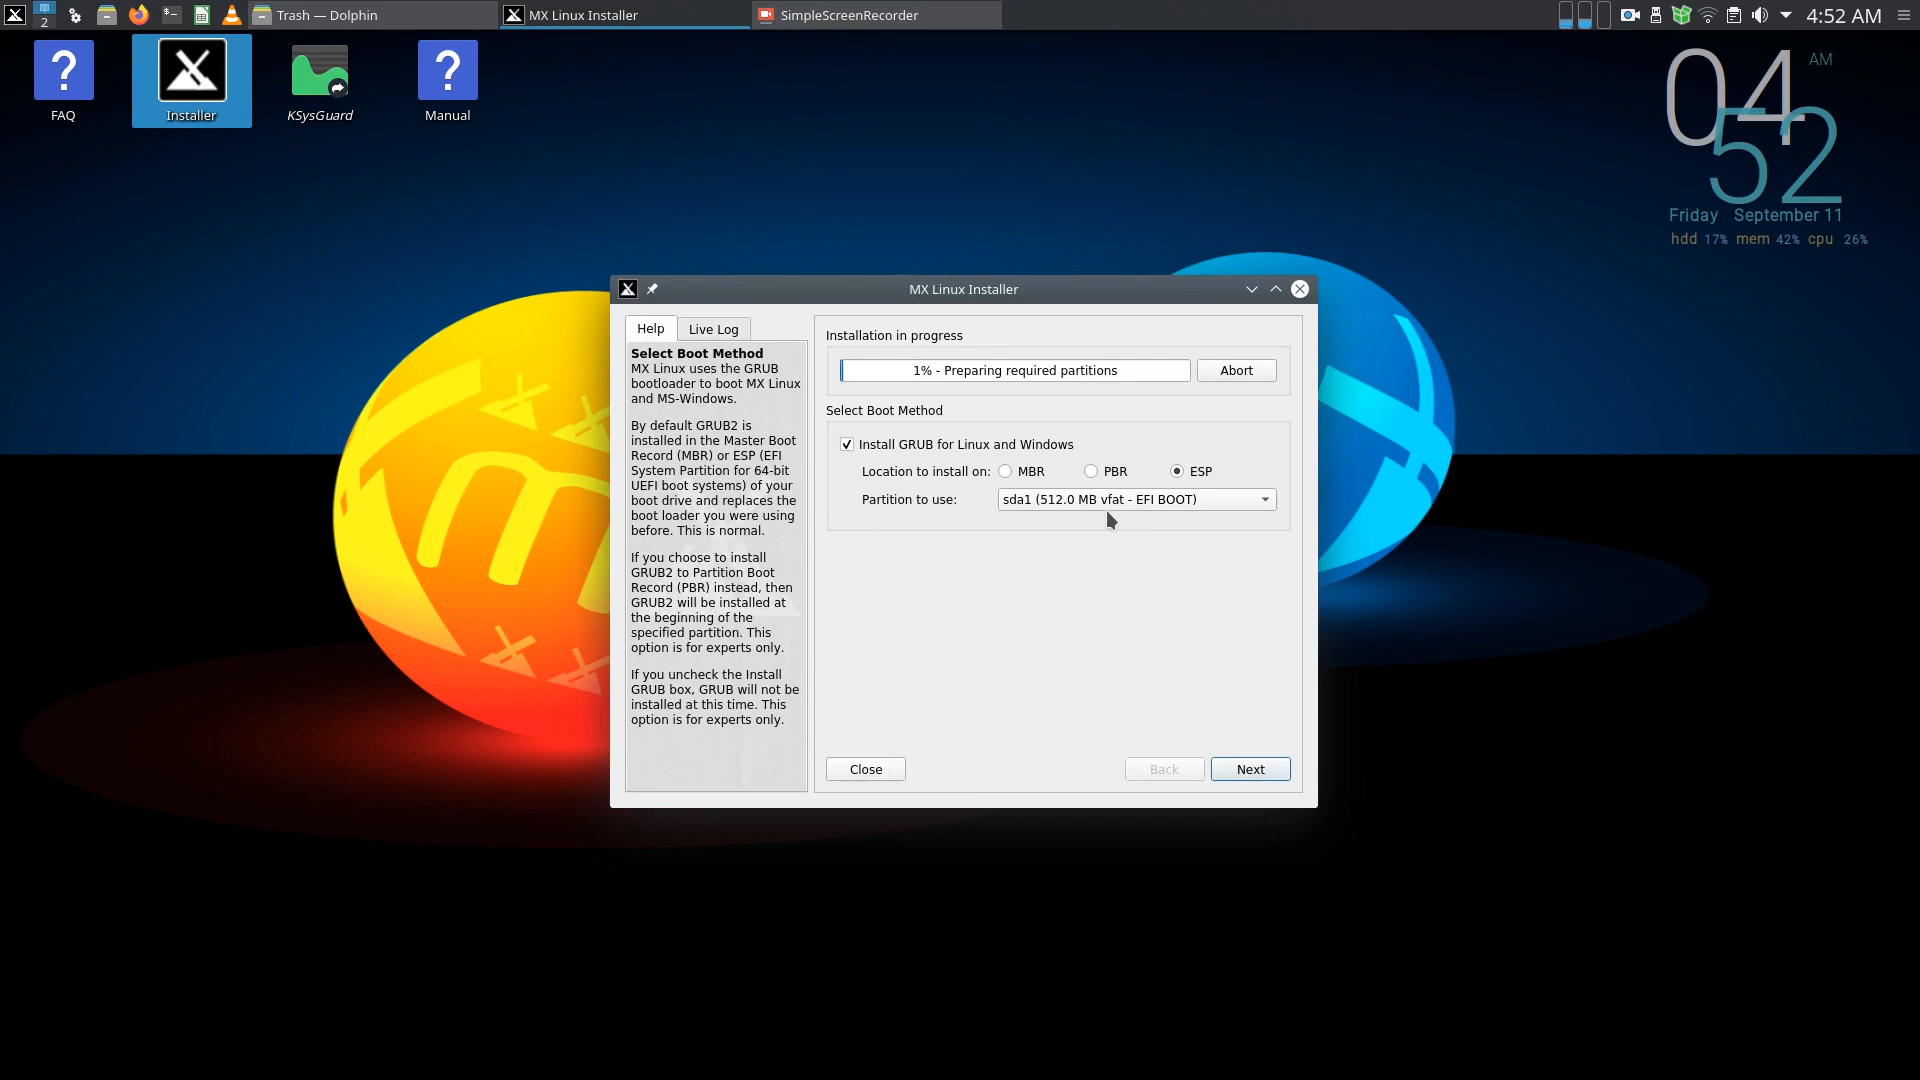 2
Trash — Dolphin
MX Linux Installer
SimpleScreenRecorder
4:52 AM
FAQ
Installer
KSysGuard
Manual
04
AM
52
Friday September 11
hdd 17% mem 42% cpu 26%
MX Linux Installer
Help
Live Log
Select Boot Method
MX Linux uses the GRUB
bootloader to boot MX Linux
and MS-Windows.
By default GRUB2 is
installed in the Master Boot
Record (MBR) or ESP (EFI
System Partition for 64-bit
UEFI boot systems) of your
boot drive and replaces the
boot loader you were using
before. This is normal.
If you choose to install
GRUB2 to Partition Boot
Record (PBR) instead, then
GRUB2 will be installed at
the beginning of the
specified partition. This
option is for experts only.
If you uncheck the Install
GRUB box, GRUB will not be
installed at this time. This
option is for experts only.
Installation in progress
1% - Preparing required partitions
Abort
Select Boot Method
Install GRUB for Linux and Windows
Location to install on:
MBR
PBR
ESP
Partition to use:
sda1 (512.0 MB vfat - EFI BOOT)
Close
Back
Next